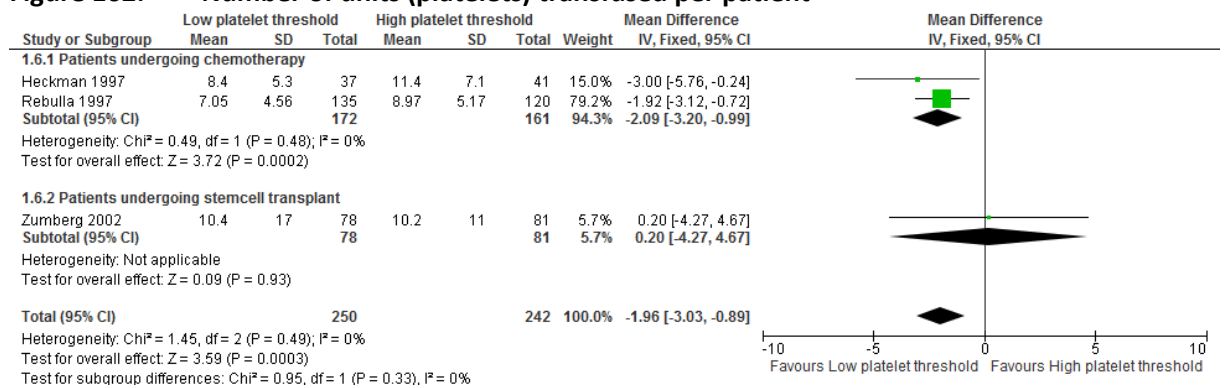 Low platelet threshold High platelet threshold Mean Difference Mean Difference
Study or Subgroup Mean SD Total Mean SD Total Weight IV, Fixed, 95% CI IV, Fixed, 95% CI
1.6.1 Patients undergoing chemotherapy
Heckman 1997 8.4 5.3 37 11.4 7.1 41 15.0% -3.00 [-5.76, -0.24]
Rebulla 1997 7.05 4.56 135 8.97 5.17 120 79.2% -1.92 [-3.12, -0.72]
Subtotal (95% CI) 172 161 94.3% -2.09 [-3.20, -0.99]
Heterogeneity: Chi² = 0.49, df = 1 (P = 0.48); I² = 0%
Test for overall effect: Z = 3.72 (P = 0.0002)
1.6.2 Patients undergoing stemcell transplant
Zumberg 2002 10.4 17 78 10.2 11 81 5.7% 0.20 [-4.27, 4.67]
Subtotal (95% CI) 78 81 5.7% 0.20 [-4.27, 4.67]
Heterogeneity: Not applicable
Test for overall effect: Z = 0.09 (P = 0.93)
Total (95% CI) 250 242 100.0% -1.96 [-3.03, -0.89]
Heterogeneity: Chi² = 1.45, df = 2 (P = 0.49); I² = 0%
Test for overall effect: Z = 3.59 (P = 0.0003)
Test for subgroup differences: Chi² = 0.95, df = 1 (P = 0.33), I² = 0%
-10 -5 0 5 10
Favours Low platelet threshold Favours High platelet threshold